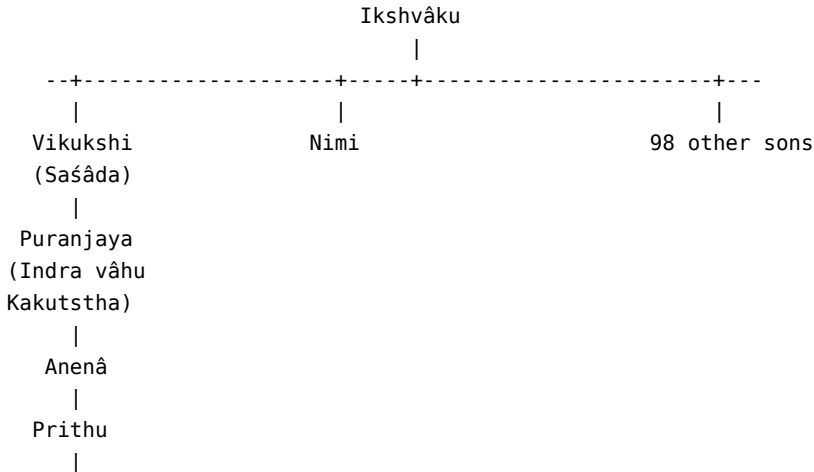 Ikshvâku
|
--+--------------------+-----+-----------------------+---
| | |
Vikukshi Nimi 98 other sons
(Saśâda)
|
Puranjaya
(Indra vâhu
Kakutstha)
|
Anenâ
|
Prithu
|